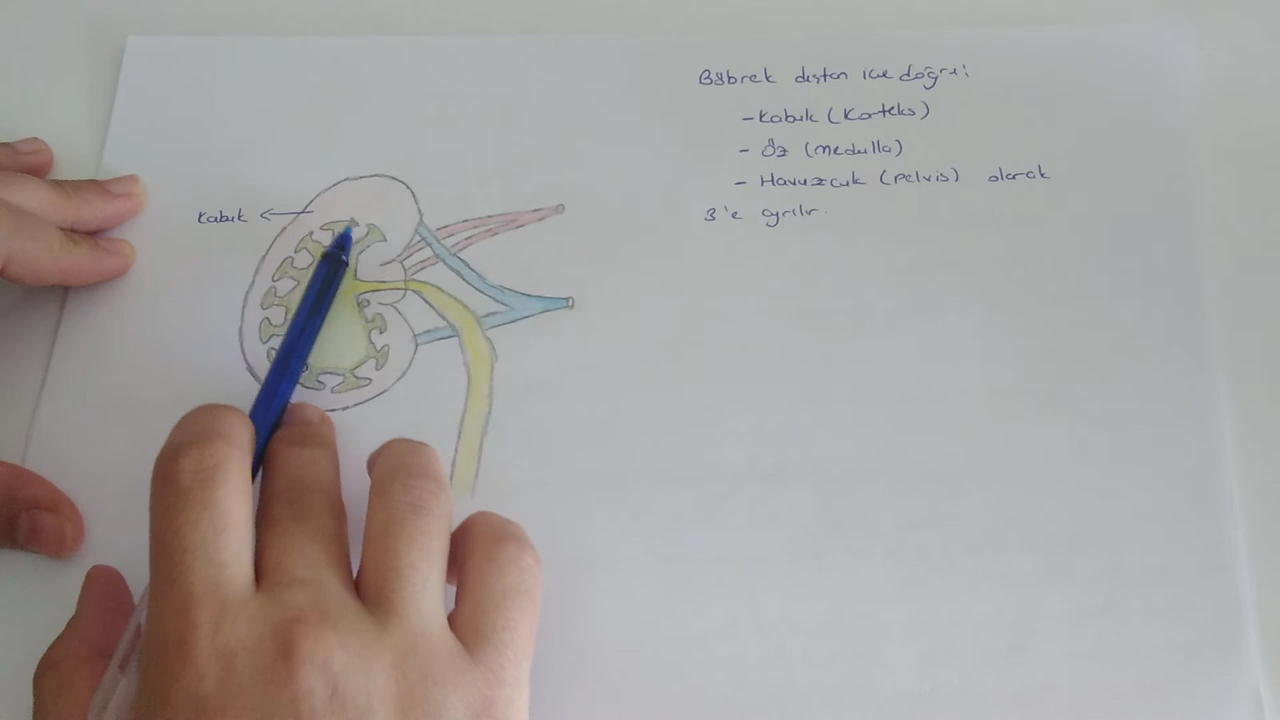 Böbrek dıştan içe doğru:
- Kabuk (Korteks)
- Öz (Medulla)
- Havuzcuk (Pelvis) olarak
3'e ayrılır.
Kabuk